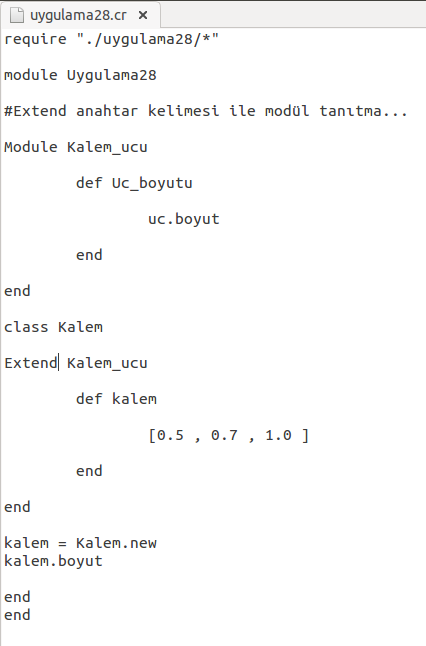 uygulama28.cr ×
require "./uygulama28/*"
module Uygulama28
#Extend anahtar kelimesi ile modül tanıtma...
Module Kalem_ucu
def Uc_boyutu
uc.boyut
end
end
class Kalem
Extend Kalem_ucu
def kalem
[0.5 , 0.7 , 1.0 ]
end
end
kalem = Kalem.new
kalem.boyut
end
end